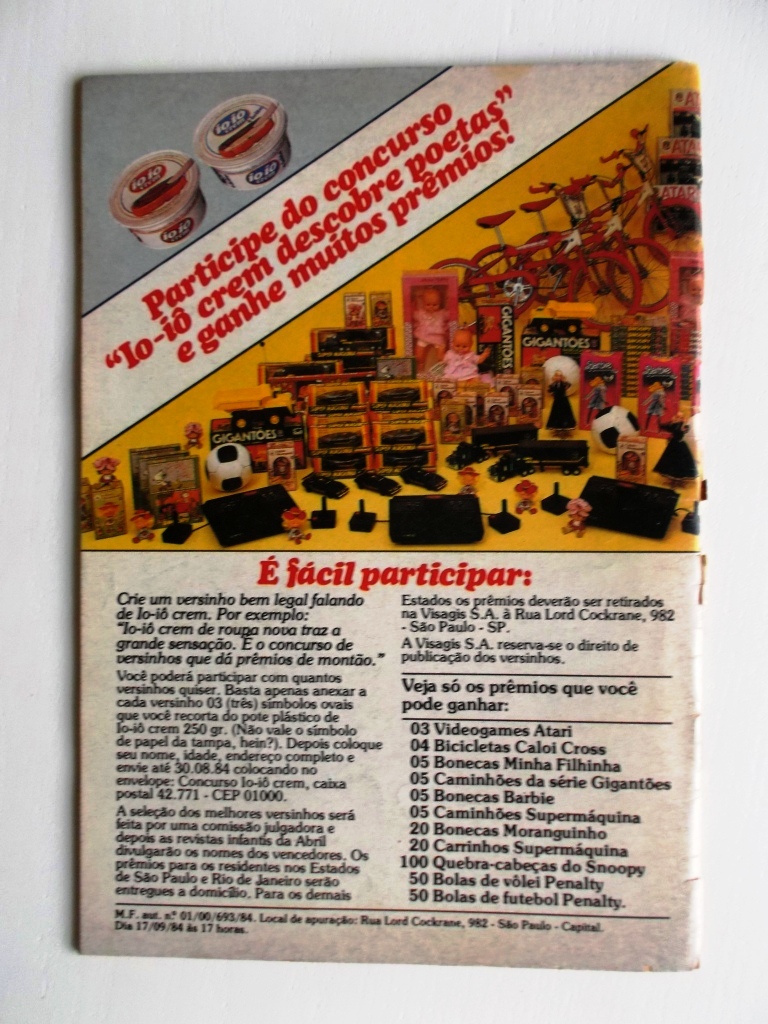 io-iô
crem
io-iô
crem
io-iô
io-iô
Participe do concurso
"Io-iô crem descobre poetas"
e ganhe muitos prêmios!
ATARI
GIGANTÕES
GIGANTÕES
GIGANTÕES
É fácil participar:
Crie um versinho bem legal falando
de Io-iô crem. Por exemplo:
"Io-iô crem de roupa nova traz a
grande sensação. É o concurso de
versinhos que dá prêmios de montão."
Você poderá participar com quantos
versinhos quiser. Basta apenas anexar a
cada versinho 03 (três) símbolos ovais
que você recorta do pote plástico de
Io-iô crem 250 gr. (Não vale o símbolo
de papel da tampa, hein?). Depois coloque
seu nome, idade, endereço completo e
envie até 30.08.84 colocando no
envelope: Concurso Io-iô crem, caixa
postal 42.771 - CEP 01000.
A seleção dos melhores versinhos será
feita por uma comissão julgadora e
depois as revistas infantis da Abril
divulgarão os nomes dos vencedores. Os
prêmios para os residentes nos Estados
de São Paulo e Rio de Janeiro serão
entregues a domicílio. Para os demais
Estados os prêmios deverão ser retirados
na Visagis S.A. à Rua Lord Cockrane, 982
- São Paulo - SP.
A Visagis S.A. reserva-se o direito de
publicação dos versinhos.
Veja só os prêmios que você
pode ganhar:
03 Videogames Atari
04 Bicicletas Caloi Cross
05 Bonecas Minha Filhinha
05 Caminhões da série Gigantões
05 Bonecas Barbie
05 Caminhões Supermáquina
20 Bonecas Moranguinho
20 Carrinhos Supermáquina
100 Quebra-cabeças do Snoopy
50 Bolas de vôlei Penalty
50 Bolas de futebol Penalty.
M.F. aut. n.º 01/00/693/84. Local de apuração: Rua Lord Cockrane, 982 - São Paulo - Capital.
Dia 17/09/84 às 17 horas.